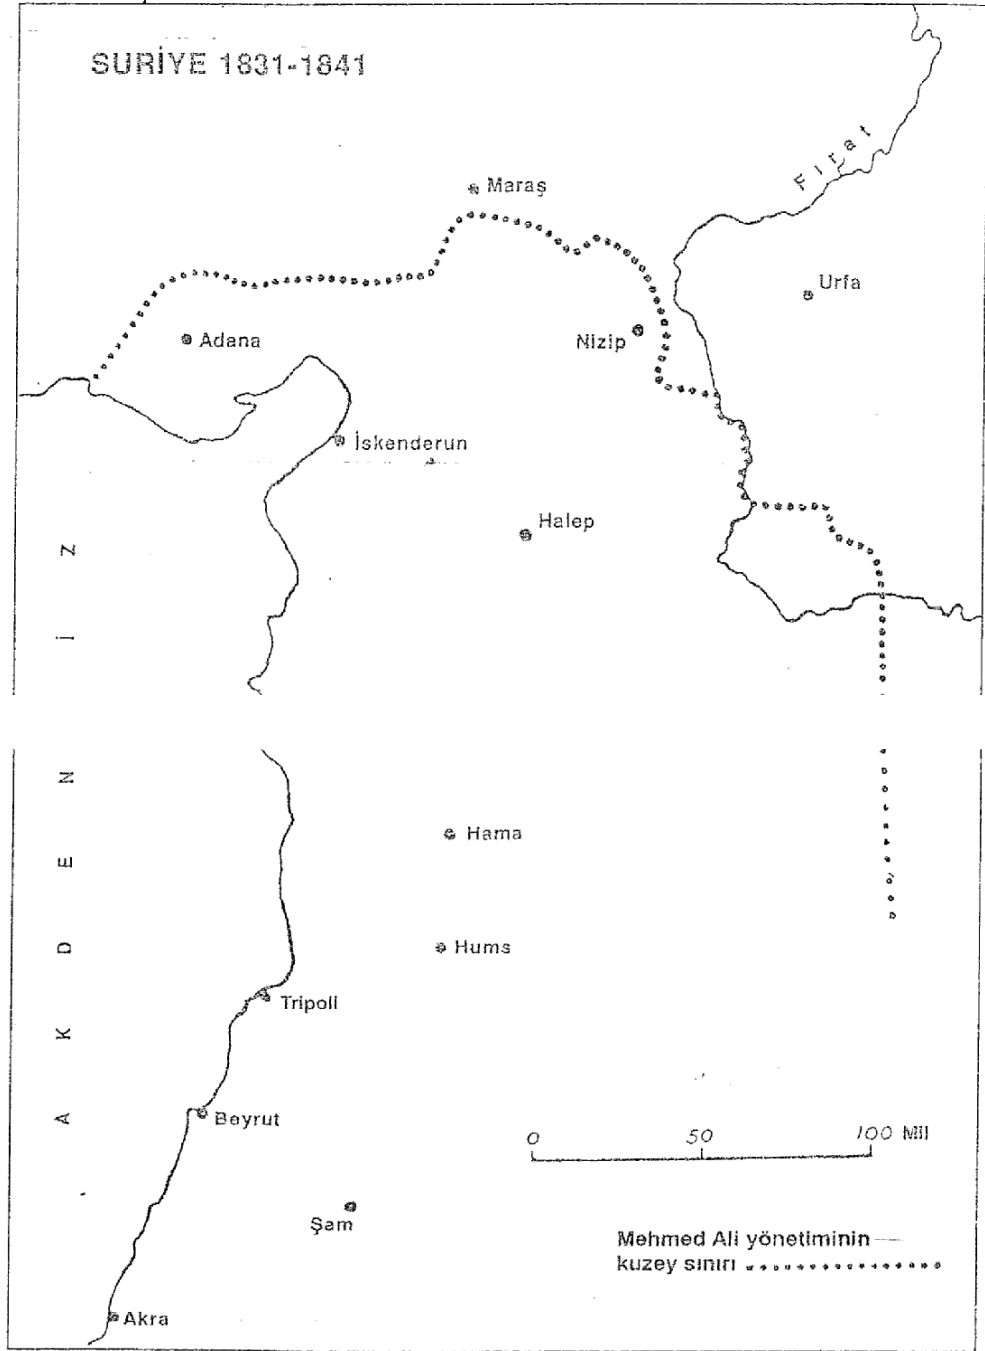 SURİYE 1831-1841
Fırat
Maraş
Urfa
Adana
Nizip
İskenderun
Halep
AKDENİZ
Hama
Hums
Tripoli
Beyrut
0 50 100 Mil
Şam
Mehmed Ali yönetiminin
kuzey sınırı
Akra